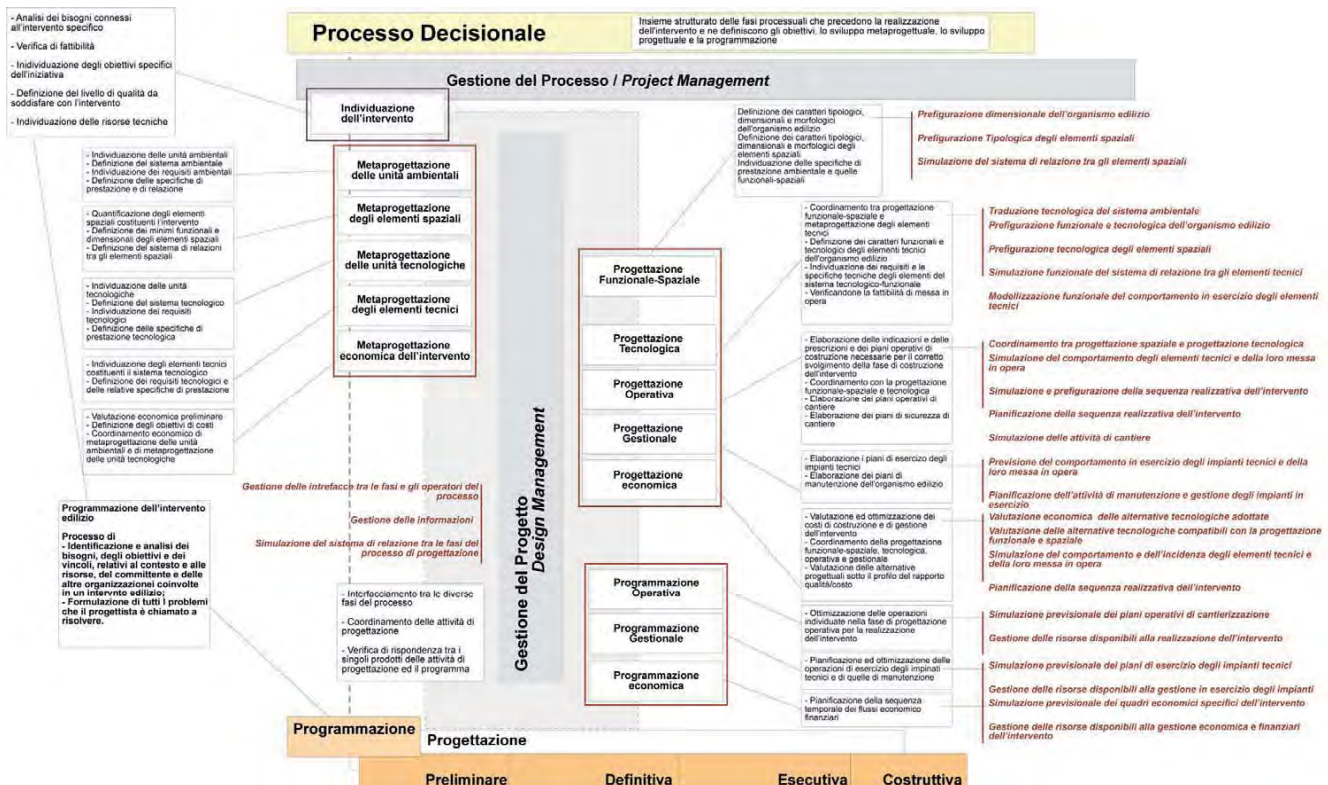 - Analisi dei bisogni connessi
all'intervento specifico
- Verifica di fattibilità
- Inidividuazione degli obiettivi specifici
dell'iniziativa
- Definizione del livello di qualità da
soddisfare con l'intervento
- Individuazione delle risorse tecniche
Processo Decisionale
Insieme strutturato delle fasi processuali che precedono la realizzazione
dell'intervento e ne definiscono gli obiettivi, lo sviluppo metaprogettuale, lo sviluppo
progettuale e la programmazione
Gestione del Processo / Project Management
Individuazione
dell'intervento
- Individuazione delle unità ambientali
- Definizione del sistema ambientale
- Individuazione dei requisiti ambientali
- Definizione delle specifiche di
prestazione e di relazione
- Quantificazione degli elementi
spaziali costituenti l'intervento
- Definizione dei minimi funzionali e
dimensionali degli elementi spaziali
- Definizione del sistema di relazioni
tra gli elementi spaziali
- Individuazione delle unità
tecnologiche
- Definizione del sistema tecnologico
- Individuazione dei requisiti
tecnologici
- Definizione delle specifiche di
prestazione tecnologica
- Individuazione degli elementi tecnici
costituenti il sistema tecnologico
- Definizione dei requisiti tecnologici e
delle relative specifiche di prestazione
- Valutazione economica preliminare
- Definizione degli obiettivi di costi
- Coordinamento economico di
metaprogettazione delle unità
ambientali e di metaprogettazione
delle unità tecnologiche
Metaprogettazione
delle unità ambientali
Metaprogettazione
degli elementi spaziali
Metaprogettazione
delle unità tecnologiche
Metaprogettazione
degli elementi tecnici
Metaprogettazione
economica dell'intervento
Programmazione dell'intervento
edilizio
Processo di
- Identificazione e analisi dei
bisogni, degli obiettivi e dei
vincoli, relativi al contesto e alle
risorse, del committente e delle
altre organizzazionei coinvolte
in un intervnto edilizio;
- Formulazione di tutti I problemi
che il progettista è chiamato a
risolvere.
Gestione delle intrefacce tra le fasi e gli operatori del
processo
Gestione delle informazioni
Simulazione del sistema di relazione tra le fasi del
processo di progettazione
- Interfacciamento tra le diverse
fasi del processo
- Coordinamento delle attività di
progettazione
- Verifica di rispendenza tra i
singoli prodotti delle attività di
progettazione ed il programma
Gestione del Progetto
Design Management
Progettazione
Funzionale-Spaziale
Progettazione
Tecnologica
Progettazione
Operativa
Progettazione
Gestionale
Progettazione
economica
Programmazione
Operativa
Programmazione
Gestionale
Programmazione
economica
Definizione dei caratteri tipologici,
dimensionali e morfologici
dell'organismo edilizio
Definizione dei caratteri tipologici,
dimensionali e morfologici degli
elementi spaziali
Individuazione delle specifiche di
prestazione ambientale e quelle
funzionali-spaziali
Prefigurazione dimensionale dell'organismo edilizio
Prefigurazione Tipologica degli elementi spaziali
Simulazione del sistema di relazione tra gli elementi spaziali
- Coordinamento tra progettazione
funzionale-spaziale e
metaprogettazione degli elementi
tecnici
- Definizione dei caratteri funzionali e
tecnologici degli elementi tecnici
dell'organismo edilizio
- Individuazione dei requisiti e le
specifiche tecniche degli elementi del
sistema tecnologico-funzionale
- Verificandone la fattibilità di messa in
opera
Traduzione tecnologica del sistema ambientale
Prefigurazione funzionale e tecnologica dell'organismo edilizio
Prefigurazione tecnologica degli elementi spaziali
Simulazione funzionale del sistema di relazione tra gli elementi tecnici
Modellizzazione funzionale del comportamento in esercizio degli elementi
tecnici
- Elaborazione delle indicazioni e delle
prescrizioni e dei piani operativi di
costruzione necessarie per il corretto
svolgimento della fase di costruzione
dell'intervento
- Coordinamento con la progettazione
funzionale-spaziale e tecnologica
- Elaborazione dei piani operativi di
cantiere
- Elaborazione dei piani di sicurezza di
cantiere
Coordinamento tra progettazione spaziale e progettazione tecnologica
Simulazione del comportamento degli elementi tecnici e della loro messa
in opera
Simulazione e prefigurazione della sequenza realizzativa dell'intervento
Pianificazione della sequenza realizzativa dell'intervento
Simulazione delle attività di cantiere
- Elaborazione i piani di esercizo degli
impianti tecnici
- Elaborazione dei piani di
manutenzione dell'organismo edilizio
Previsione del comportamento in esercizio degli impianti tecnici e della
loro messa in opera
Pianificazione dell'attività di manutenzione e gestione degli impianti in
esercizio
- Valutazione ed ottimizzazione dei
costi di costruzione e di gestione
dell'intervento
- Coordinamento della progettazione
funzionale-spaziale, tecnologica,
operativa e gestionale
- Valutazione delle alternative
progettuali sotto il profilo del rapporto
qualità/costo
Valutazione economica delle alternative tecnologiche adottate
Valutazione delle alternative tecnologiche compatibili con la progettazione
funzionale e spaziale
Simulazione del comportamento e dell'incidenza degli elementi tecnici e
della loro messa in opera
Pianificazione della sequenza realizzativa dell'intervento
- Ottimizzazione delle operazioni
individuate nella fase di progettazione
operativa per la realizzazione
dell'intervento
Simulazione previsionale dei piani operativi di cantierizzazione
Gestione delle risorse disponibili alla realizzazione dell'intervento
- Pianificazione ed ottimizzazione delle
operazioni di esercizio degli impinati
tecnici e di quelle di manutenzione
Simulazione previsionale dei piani di esercizio degli impianti tecnici
Gestione delle risorse disponibili alla gestione in esercizio degli impianti
- Pianificazione della sequenza
temporale dei flussi economico
finanziari
Simulazione previsionale dei quadri economici specifici dell'intervento
Gestione delle risorse disponibili alla gestione economica e finanziari
dell'intervento
Programmazione
Progettazione
Preliminare
Definitiva
Esecutiva
Costruttiva